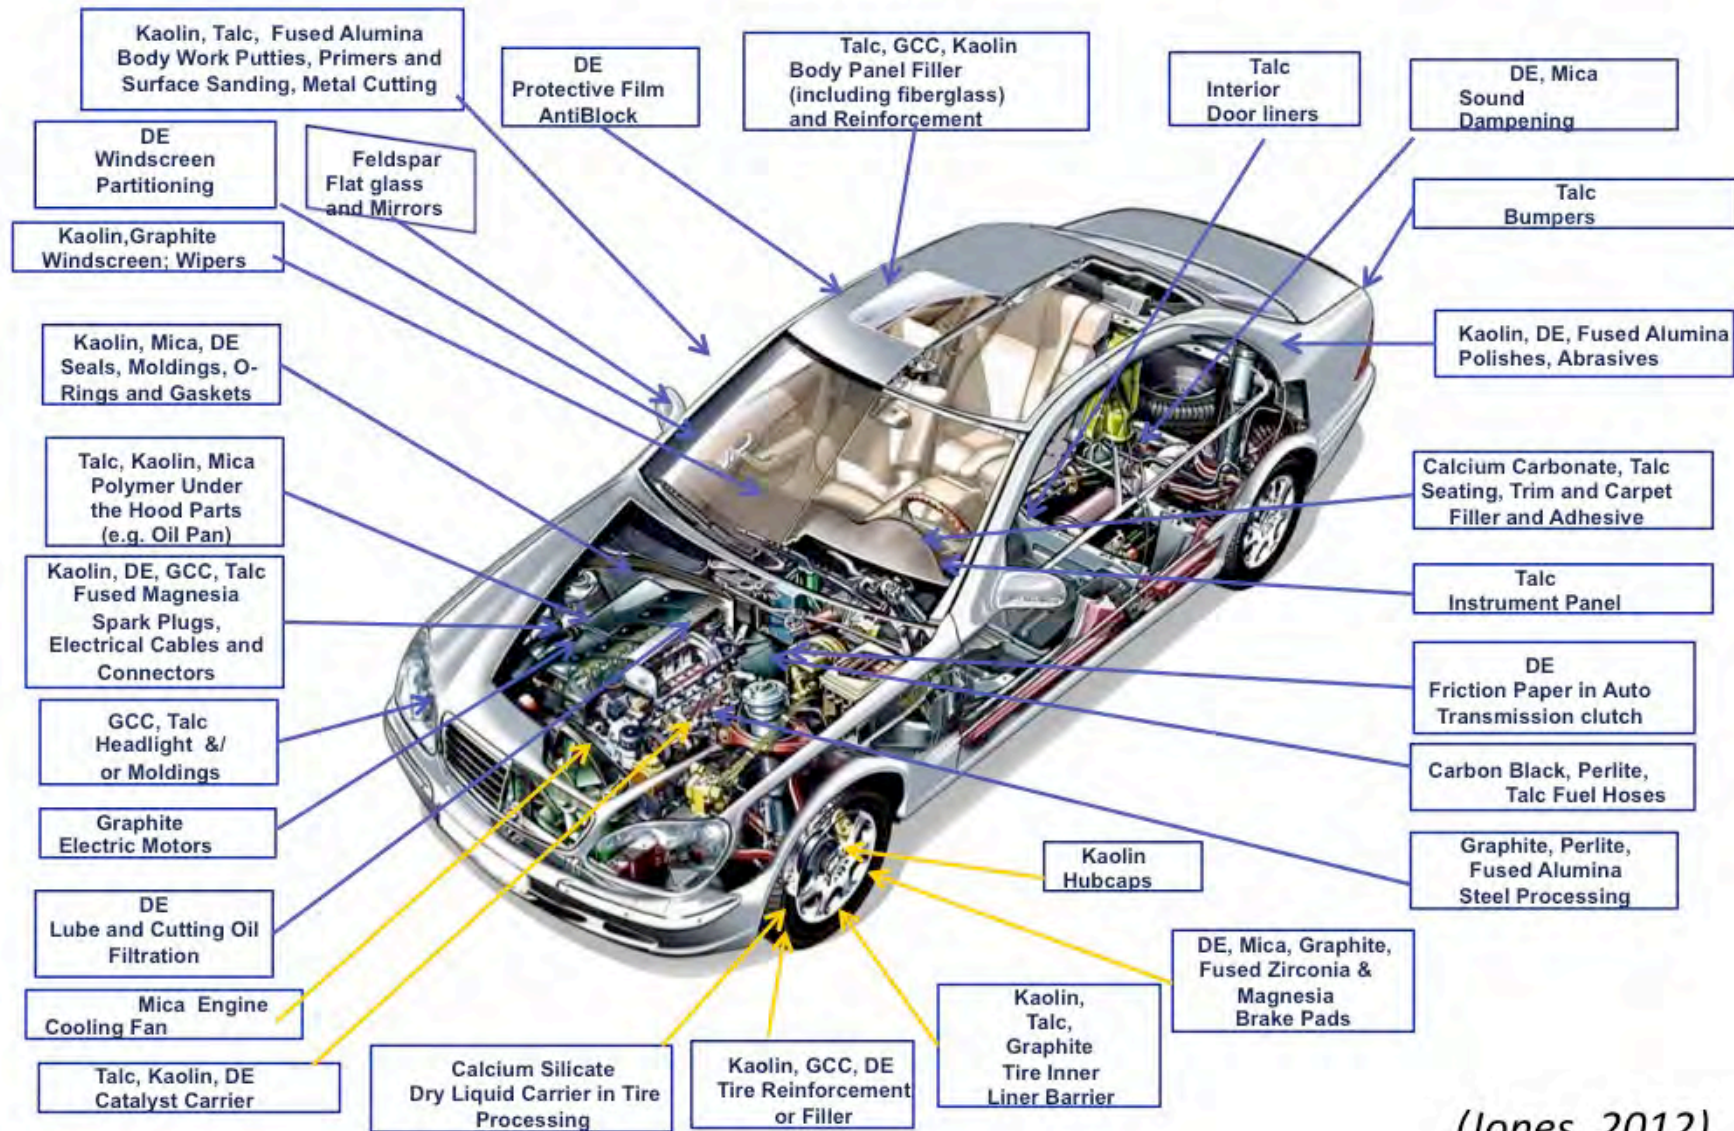 Kaolin, Talc, Fused Alumina
Body Work Putties, Primers and
Surface Sanding, Metal Cutting
DE
Protective Film
AntiBlock
Talc, GCC, Kaolin
Body Panel Filler
(including fiberglass)
and Reinforcement
Talc
Interior
Door liners
DE, Mica
Sound
Dampening
DE
Windscreen
Partitioning
Feldspar
Flat glass
and Mirrors
Talc
Bumpers
Kaolin,Graphite
Windscreen; Wipers
Kaolin, DE, Fused Alumina
Polishes, Abrasives
Kaolin, Mica, DE
Seals, Moldings, O-
Rings and Gaskets
Talc, Kaolin, Mica
Polymer Under
the Hood Parts
(e.g. Oil Pan)
Calcium Carbonate, Talc
Seating, Trim and Carpet
Filler and Adhesive
Kaolin, DE, GCC, Talc
Fused Magnesia
Spark Plugs,
Electrical Cables and
Connectors
Talc
Instrument Panel
DE
Friction Paper in Auto
Transmission clutch
GCC, Talc
Headlight &/
or Moldings
Carbon Black, Perlite,
Talc Fuel Hoses
Graphite
Electric Motors
Graphite, Perlite,
Fused Alumina
Steel Processing
Kaolin
Hubcaps
DE
Lube and Cutting Oil
Filtration
DE, Mica, Graphite,
Fused Zirconia &
Magnesia
Brake Pads
Mica Engine
Cooling Fan
Kaolin,
Talc,
Graphite
Tire Inner
Liner Barrier
Talc, Kaolin, DE
Catalyst Carrier
Calcium Silicate
Dry Liquid Carrier in Tire
Processing
Kaolin, GCC, DE
Tire Reinforcement
or Filler
(Jones, 2012)